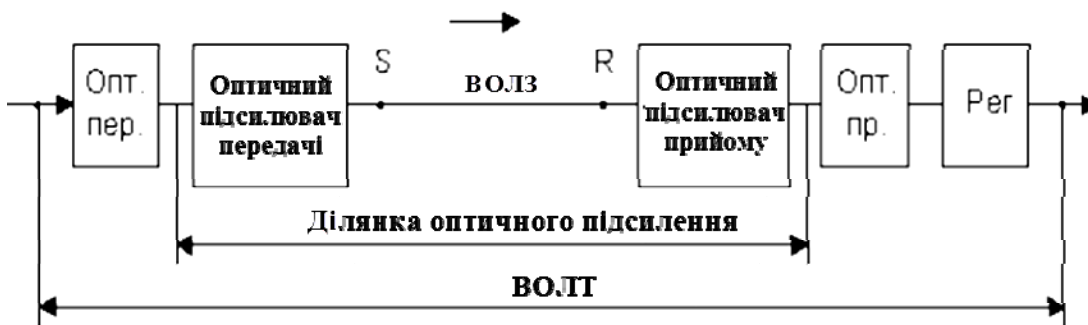 Опт.
пер.
Оптичний
підсилювач
передачі
S
ВОЛЗ
R
Оптичний
підсилювач
прийому
Опт.
пр.
Рег
Ділянка оптичного підсилення
ВОЛТ